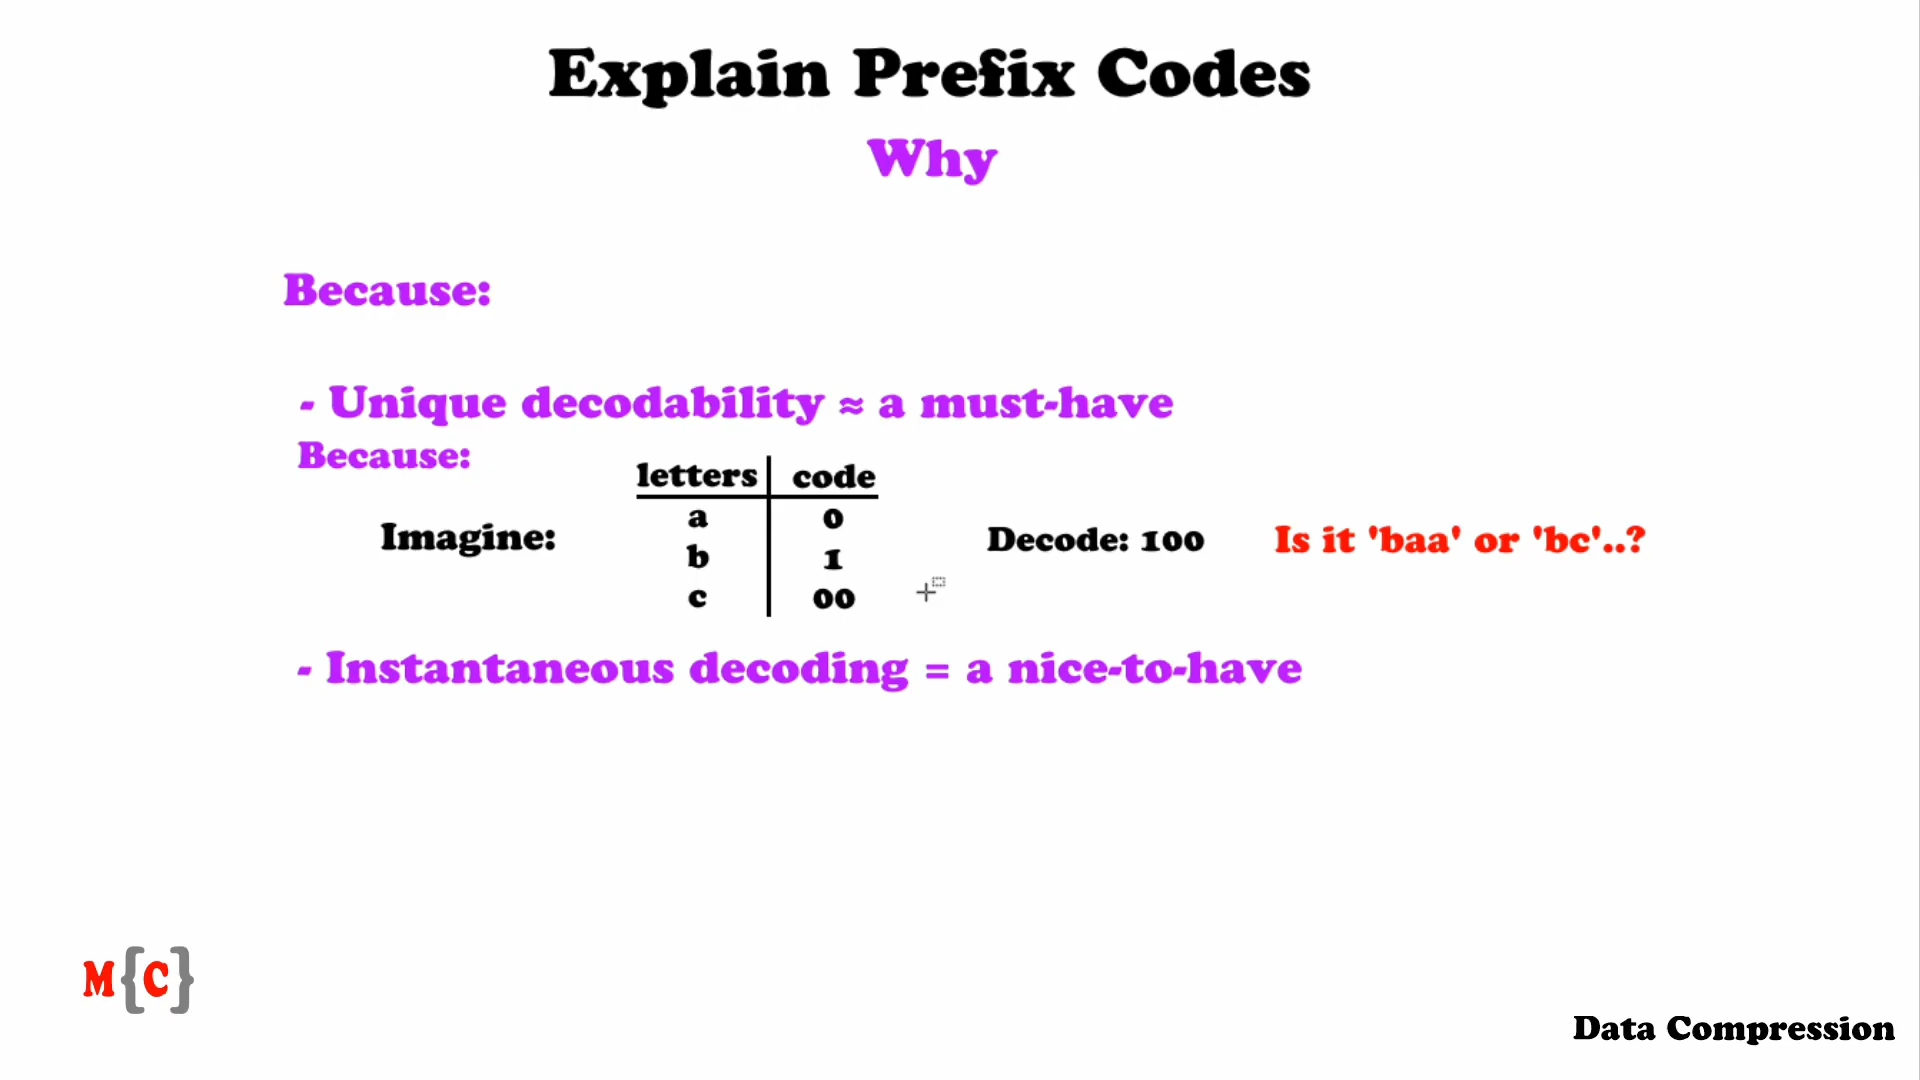 Explain Prefix Codes
Why
Because:
- Unique decodability ≈ a must-have
Because:
letters code
a 0
Imagine:
b 1
Decode: 100
Is it 'baa' or 'bc'..?
c 00
- Instantaneous decoding = a nice-to-have
M{C}
Data Compression